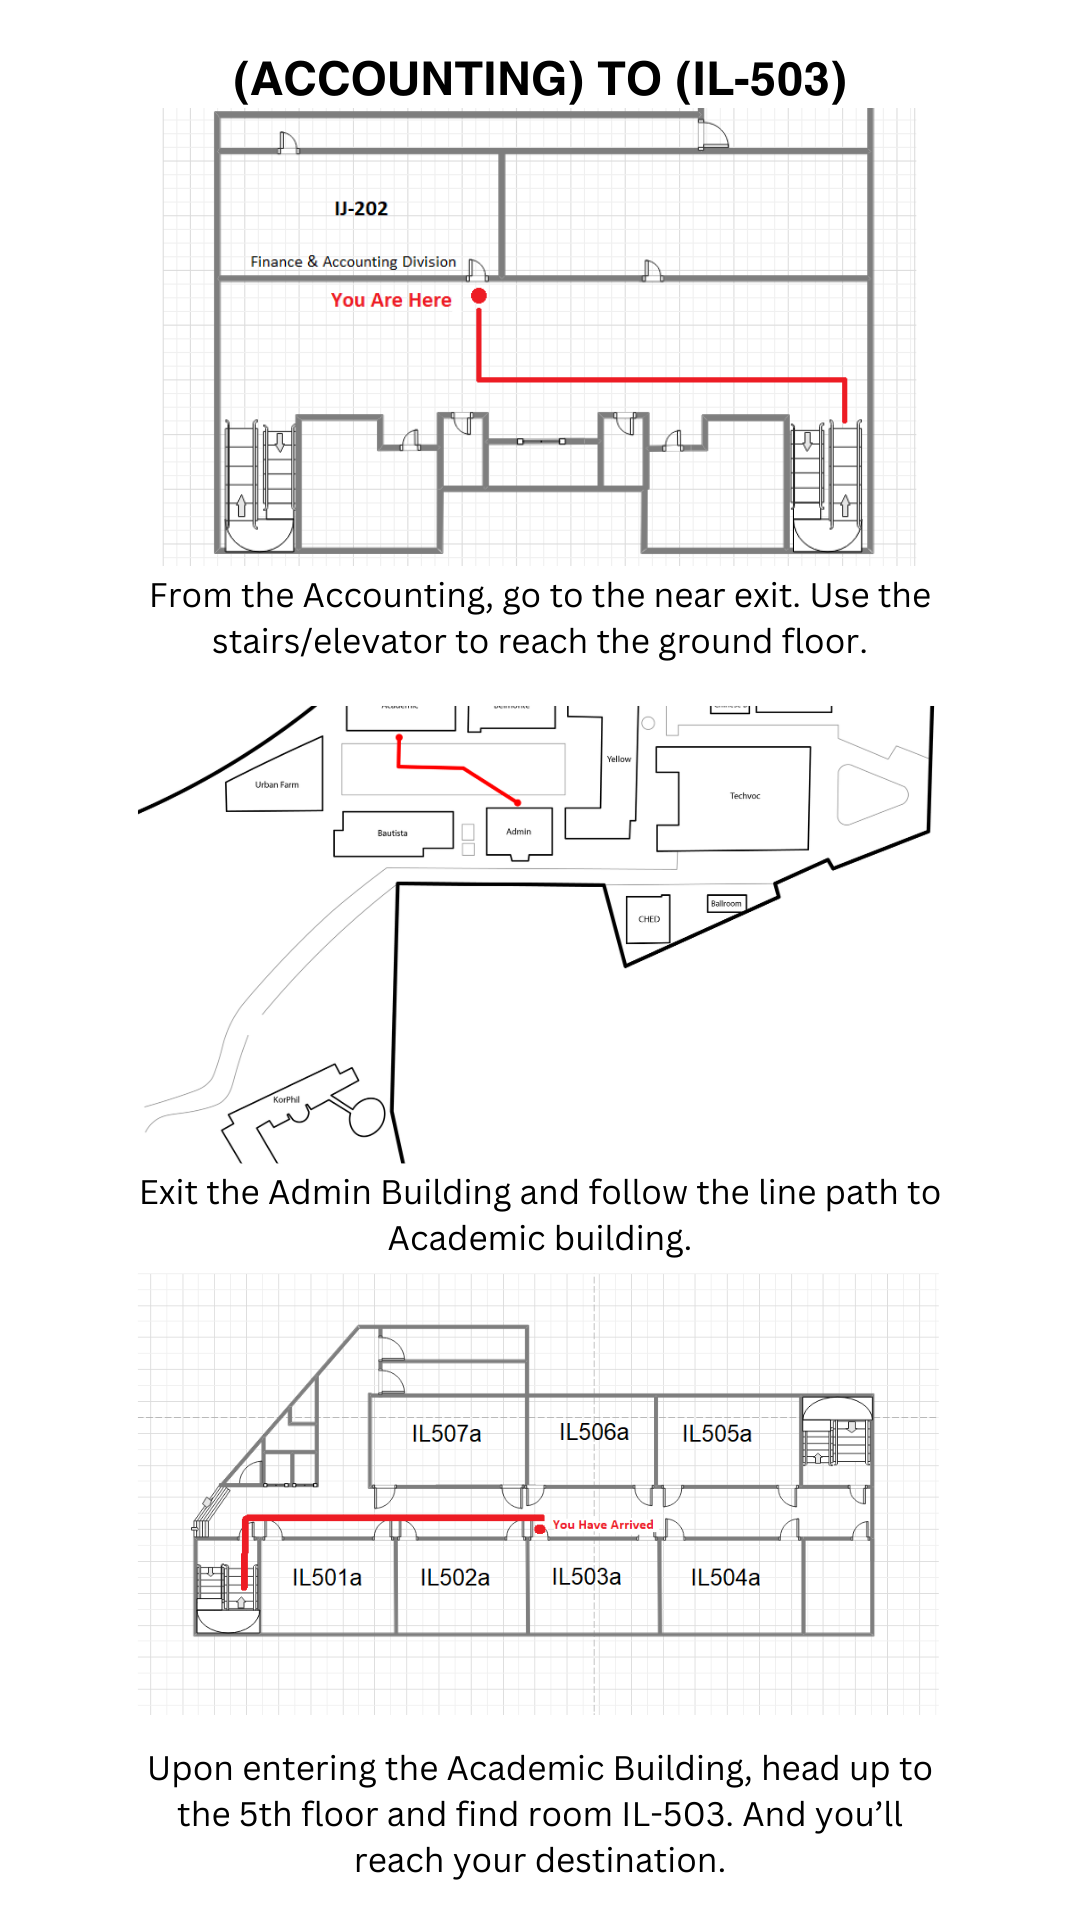 (ACCOUNTING) TO (IL-503)
IJ-202
Finance & Accounting Division
You Are Here
From the Accounting, go to the near exit. Use the
stairs/elevator to reach the ground floor.
Academic
Belmonte
Yellow
Urban Farm
Techvoc
Bautista
Admin
CHED
Ballroom
KorPhil
Exit the Admin Building and follow the line path to
Academic building.
IL507a
IL506a
IL505a
You Have Arrived
IL501a
IL502a
IL503a
IL504a
Upon entering the Academic Building, head up to
the 5th floor and find room IL-503. And you’ll
reach your destination.